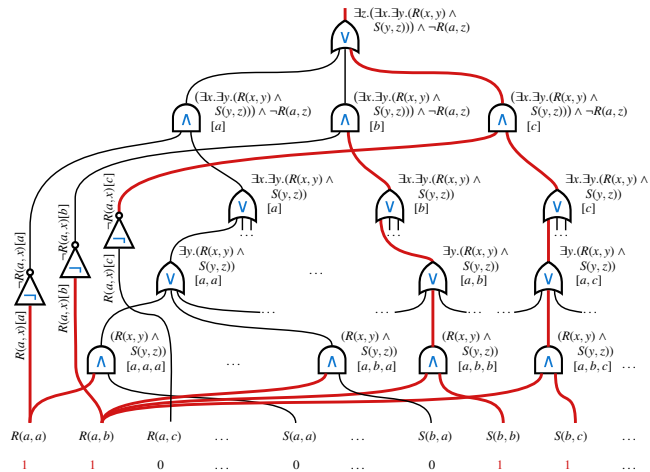 ∃z.(∃x.∃y.(R(x, y) ∧
S(y, z))) ∧ ¬R(a, z)
∨
(∃x.∃y.(R(x, y) ∧
S(y, z))) ∧ ¬R(a, z)
[a]
∧
(∃x.∃y.(R(x, y) ∧
S(y, z))) ∧ ¬R(a, z)
[b]
∧
(∃x.∃y.(R(x, y) ∧
S(y, z))) ∧ ¬R(a, z)
[c]
∧
∃x.∃y.(R(x, y) ∧
S(y, z))
[a]
∨
...
∃x.∃y.(R(x, y) ∧
S(y, z))
[b]
∨
...
∃x.∃y.(R(x, y) ∧
S(y, z))
[c]
∨
...
¬R(a, x)[a]
¬
R(a, x)[a]
¬R(a, x)[b]
¬
R(a, x)[b]
¬R(a, x)[c]
¬
R(a, x)[c]
∃y.(R(x, y) ∧
S(y, z))
[a, a]
∨
...
...
∃y.(R(x, y) ∧
S(y, z))
[a, b]
∨
...
...
∃y.(R(x, y) ∧
S(y, z))
[a, c]
∨
...
(R(x, y) ∧
S(y, z))
[a, a, a]
∧
...
(R(x, y) ∧
S(y, z))
[a, b, a]
∧
(R(x, y) ∧
S(y, z))
[a, b, b]
∧
(R(x, y) ∧
S(y, z))
[a, b, c]
∧
...
R(a, a) R(a, b) R(a, c) ... S(a, a) ... S(b, a) S(b, b) S(b, c) ...
1 1 0 ... 0 ... 0 1 1 ...